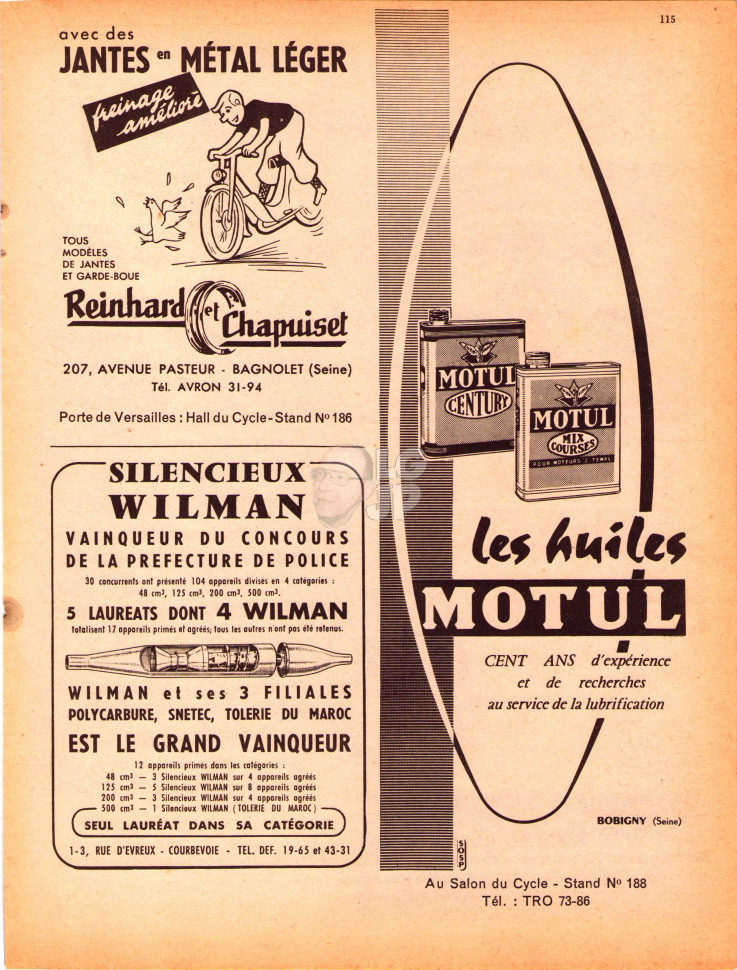 115
avec des
JANTES en MÉTAL LÉGER
freinage
amélioré
TOUS
MODÈLES
DE JANTES
ET GARDE-BOUE
Reinhard et Chapuiset
207, AVENUE PASTEUR - BAGNOLET (Seine)
Tél. AVRON 31-94
Porte de Versailles : Hall du Cycle - Stand Nº 186
SILENCIEUX
WILMAN
VAINQUEUR DU CONCOURS
DE LA PREFECTURE DE POLICE
30 concurrents ont présenté 104 appareils divisés en 4 catégories :
48 cm³, 125 cm³, 200 cm³, 500 cm³.
5 LAUREATS DONT 4 WILMAN
totalisent 17 appareils primés et agréés; tous les autres n'ont pas été retenus.
WILMAN et ses 3 FILIALES
POLYCARBURE, SNETEC, TOLERIE DU MAROC
EST LE GRAND VAINQUEUR
12 appareils primés dans les catégories :
48 cm³ — 3 Silencieux WILMAN sur 4 appareils agréés
125 cm³ — 5 Silencieux WILMAN sur 8 appareils agréés
200 cm³ — 3 Silencieux WILMAN sur 4 appareils agréés
500 cm³ — 1 Silencieux WILMAN (TOLERIE DU MAROC)
SEUL LAURÉAT DANS SA CATÉGORIE
1-3, RUE D'EVREUX - COURBEVOIE - TEL. DEF. 19-65 et 43-31
MOTUL
CENTURY
MOTUL
MIX
COURSES
POUR MOTEURS 2 TEMPS
les huiles
MOTUL
CENT ANS d'expérience
et de recherches
au service de la lubrification
BOBIGNY (Seine)
SOSP
Au Salon du Cycle - Stand Nº 188
Tél. : TRO 73-86